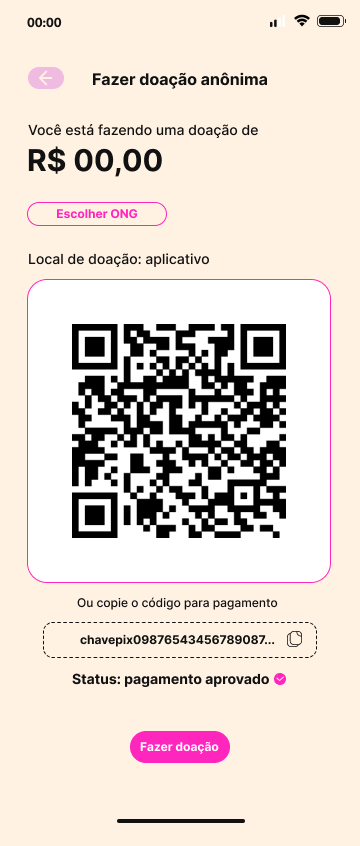 00:00
Fazer doação anônima
Você está fazendo uma doação de
R$ 00,00
Escolher ONG
Local de doação: aplicativo
Ou copie o código para pagamento
chavepix09876543456789087...
Status: pagamento aprovado
Fazer doação